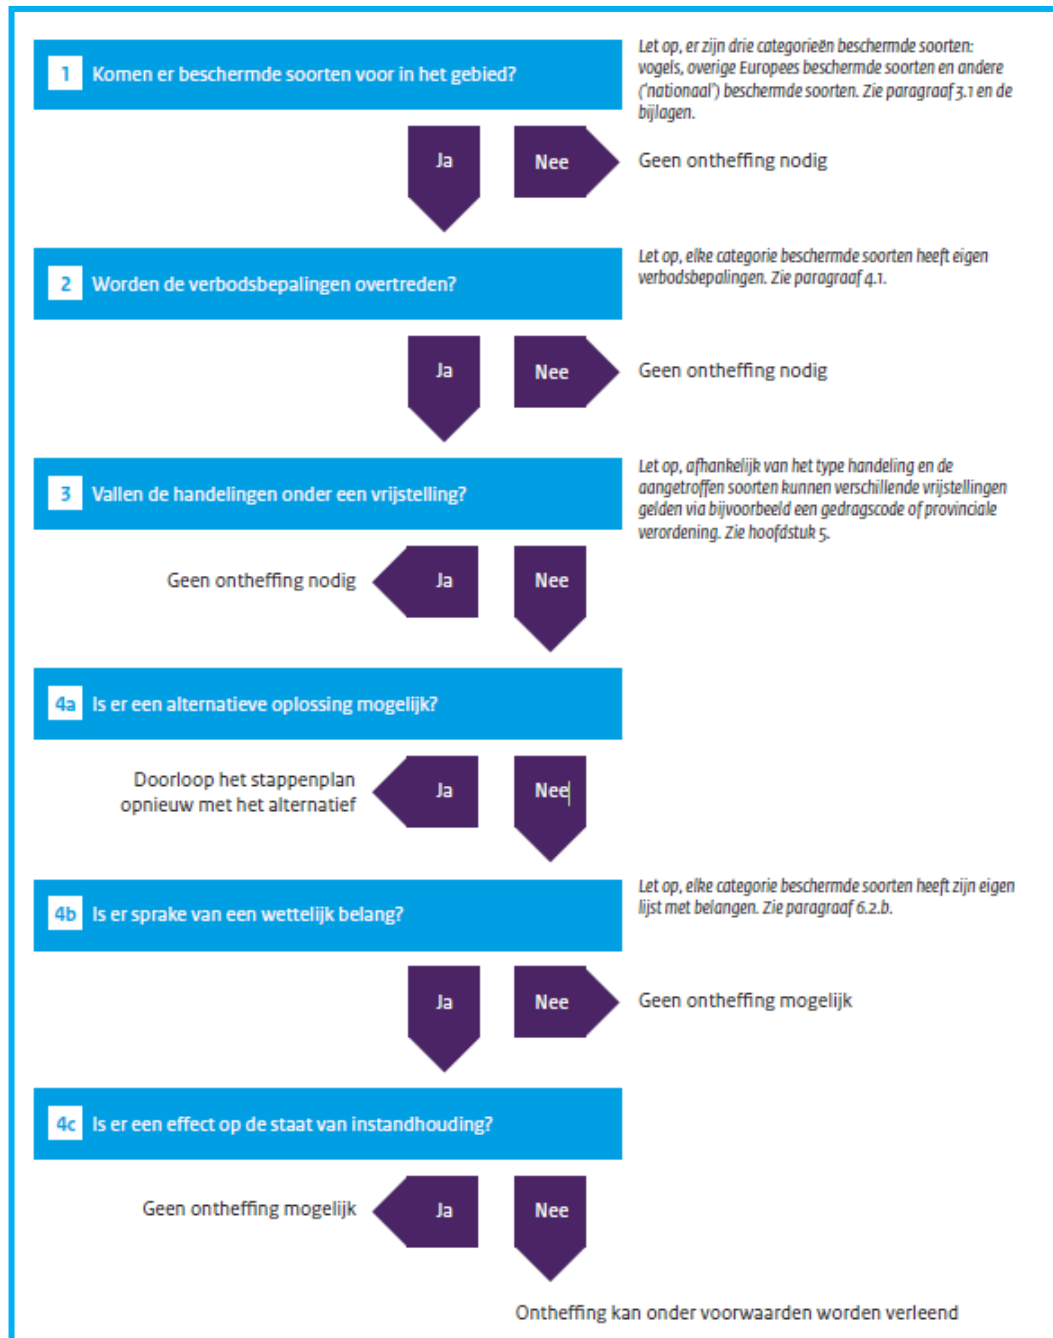 1 Komen er beschermde soorten voor in het gebied?
Let op, er zijn drie categorieën beschermde soorten:
vogels, overige Europees beschermde soorten en andere
('nationaal') beschermde soorten. Zie paragraaf 3.1 en de
bijlagen.
Ja
Nee
Geen ontheffing nodig
2 Worden de verbodsbepalingen overtreden?
Let op, elke categorie beschermde soorten heeft eigen
verbodsbepalingen. Zie paragraaf 4.1.
Ja
Nee
Geen ontheffing nodig
3 Vallen de handelingen onder een vrijstelling?
Let op, afhankelijk van het type handeling en de
aangetroffen soorten kunnen verschillende vrijstellingen
gelden via bijvoorbeeld een gedragscode of provinciale
verordening. Zie hoofdstuk 5.
Geen ontheffing nodig
Ja
Nee
4a Is er een alternatieve oplossing mogelijk?
Doorloop het stappenplan
opnieuw met het alternatief
Ja
Nee
4b Is er sprake van een wettelijk belang?
Let op, elke categorie beschermde soorten heeft zijn eigen
lijst met belangen. Zie paragraaf 6.2.b.
Ja
Nee
Geen ontheffing mogelijk
4c Is er een effect op de staat van instandhouding?
Geen ontheffing mogelijk
Ja
Nee
Ontheffing kan onder voorwaarden worden verleend